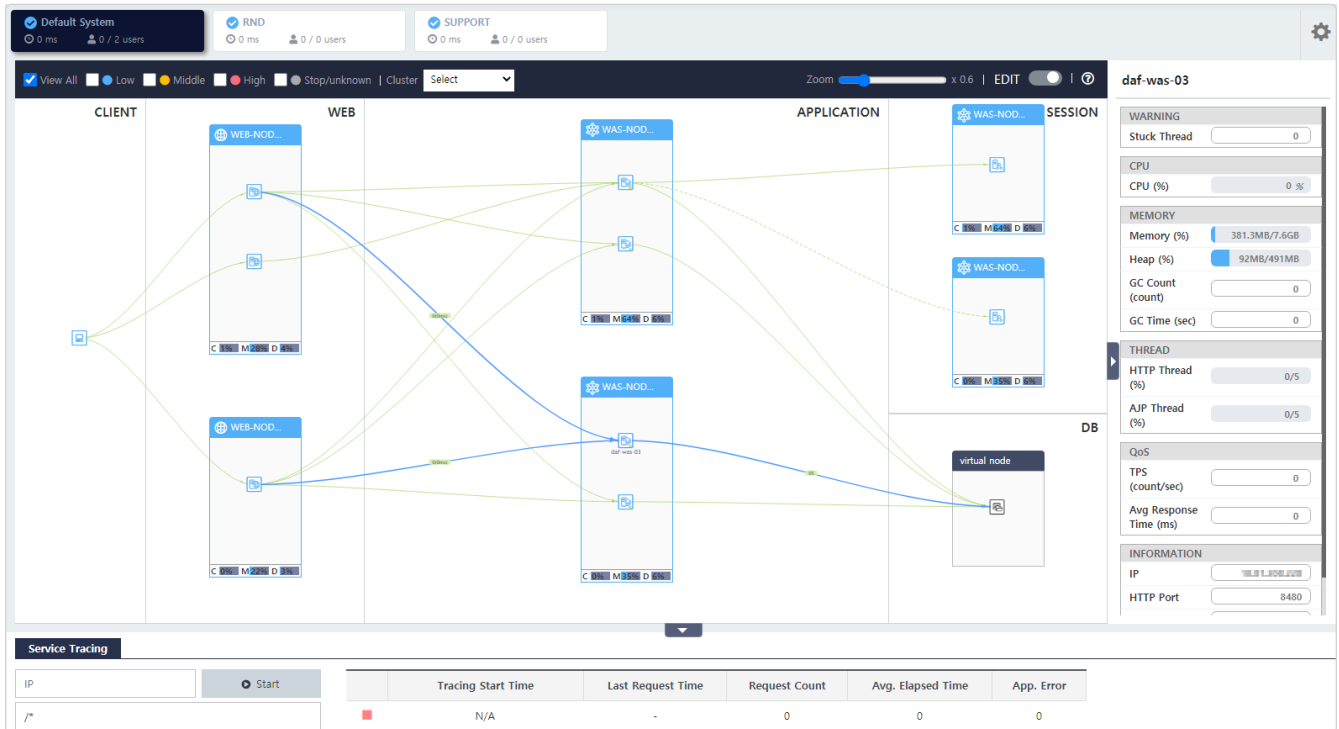 Default System
0 ms 0 / 2 users
RND
0 ms 0 / 0 users
SUPPORT
0 ms 0 / 0 users
View All Low Middle High Stop/unknown | Cluster Select
Zoom x 0.6 | EDIT |
CLIENT
WEB
APPLICATION
SESSION
DB
WEB-NOD...
C 1% M 28% D 4%
WEB-NOD...
C 0% M 22% D 3%
WAS-NOD...
C 1% M 64% D 6%
WAS-NOD...
daf-was-03
C 0% M 35% D 6%
WAS-NOD...
C 1% M 64% D 6%
WAS-NOD...
C 0% M 35% D 6%
virtual node
daf-was-03
WARNING
Stuck Thread 0
CPU
CPU (%) 0 %
MEMORY
Memory (%) 381.3MB/7.6GB
Heap (%) 92MB/491MB
GC Count
(count) 0
GC Time (sec) 0
THREAD
HTTP Thread
(%) 0/5
AJP Thread
(%) 0/5
QoS
TPS
(count/sec) 0
Avg Response
Time (ms) 0
INFORMATION
IP
HTTP Port 8480
Service Tracing
IP
Start
/*
Tracing Start Time Last Request Time Request Count Avg. Elapsed Time App. Error
N/A - 0 0 0